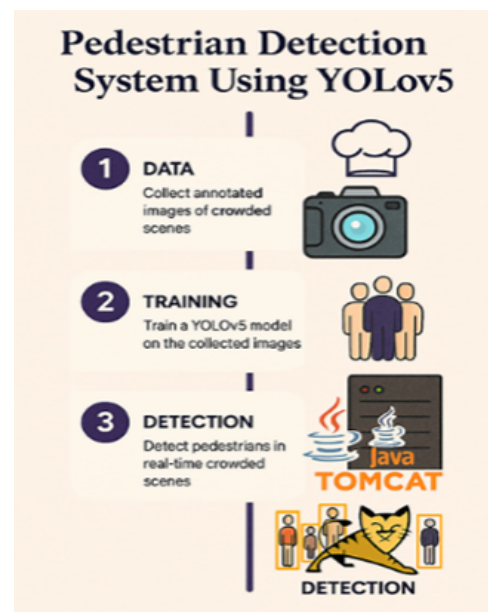 Pedestrian Detection
System Using YOLov5
1
DATA
Collect annotated
images of crowded
scenes
2
TRAINING
Train a YOLOv5 model
on the collected images
3
DETECTION
Detect pedestrians in
real-time crowded
scenes
Java
TOMCAT
DETECTION